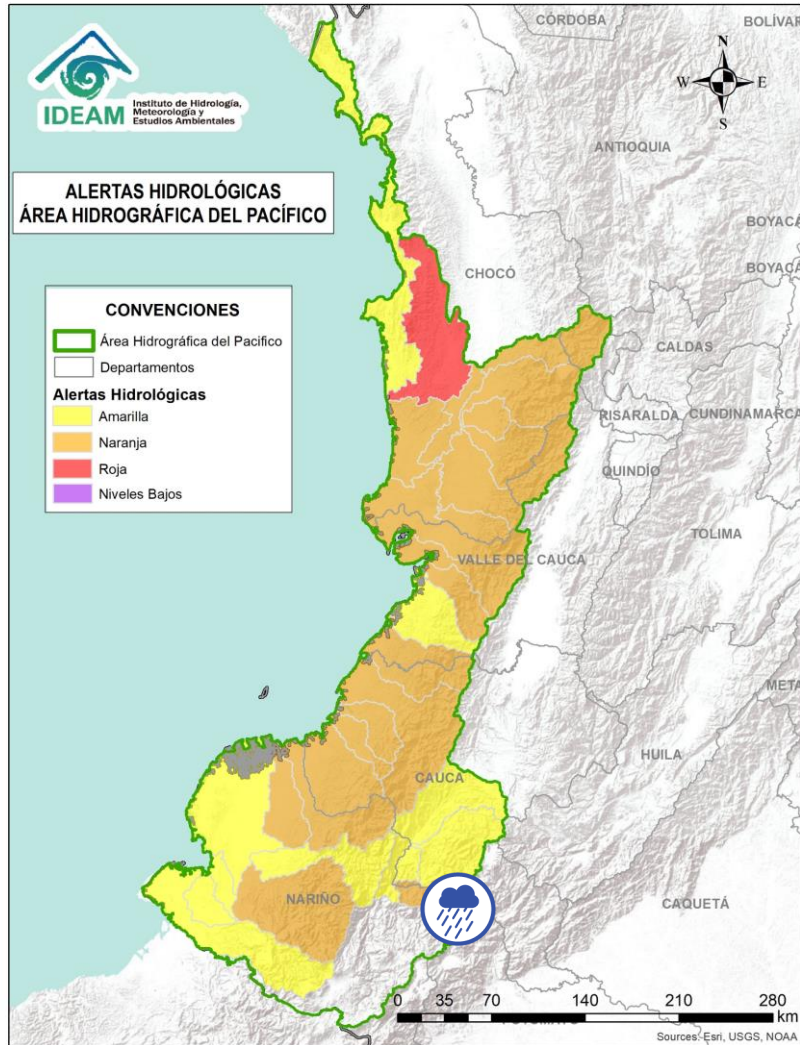 IDEAM
Instituto de Hidrología,
Meteorología y
Estudios Ambientales
ALERTAS HIDROLÓGICAS
ÁREA HIDROGRÁFICA DEL PACÍFICO
CONVENCIONES
Área Hidrográfica del Pacifico
Departamentos
Alertas Hidrológicas
Amarilla
Naranja
Roja
Niveles Bajos
N
W
E
S
CÓRDOBA
BOLÍVAR
ANTIOQUIA
BOYACÁ
BOYACÁ
CHOCÓ
CALDAS
RISARALDA
CUNDINAMARCA
QUINDÍO
TOLIMA
VALLE DEL CAUCA
META
HUILA
CAUCA
NARIÑO
CAQUETÁ
0 35 70 140 210 280
km
Sources: Esri, USGS, NOAA